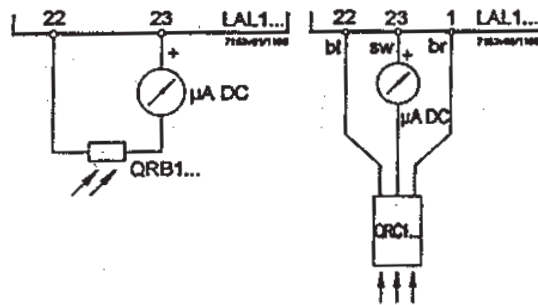 22 23 LAL1...
+
µA DC
QRB1...
22 23 1 LAL1...
bl sw br
+
µA DC
QRC1...